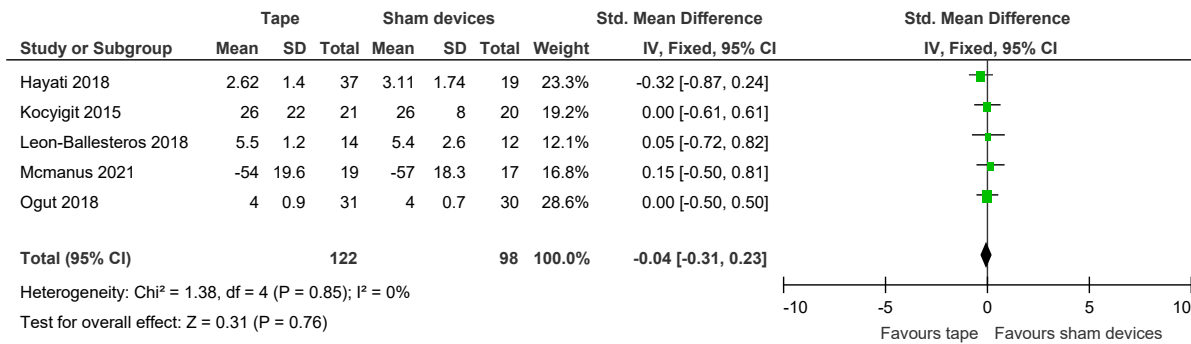 Tape Sham devices Std. Mean Difference Std. Mean Difference
Study or Subgroup Mean SD Total Mean SD Total Weight IV, Fixed, 95% CI IV, Fixed, 95% CI
Hayati 2018 2.62 1.4 37 3.11 1.74 19 23.3% -0.32 [-0.87, 0.24]
Kocyigit 2015 26 22 21 26 8 20 19.2% 0.00 [-0.61, 0.61]
Leon-Ballesteros 2018 5.5 1.2 14 5.4 2.6 12 12.1% 0.05 [-0.72, 0.82]
Mcmanus 2021 -54 19.6 19 -57 18.3 17 16.8% 0.15 [-0.50, 0.81]
Ogut 2018 4 0.9 31 4 0.7 30 28.6% 0.00 [-0.50, 0.50]
Total (95% CI) 122 98 100.0% -0.04 [-0.31, 0.23]
Heterogeneity: Chi² = 1.38, df = 4 (P = 0.85); I² = 0%
Test for overall effect: Z = 0.31 (P = 0.76)
-10 -5 0 5 10
Favours tape Favours sham devices